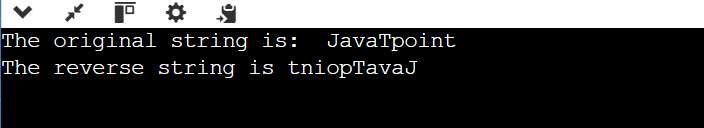 The original string is:  JavaTpoint
The reverse string is tniopTavaJ